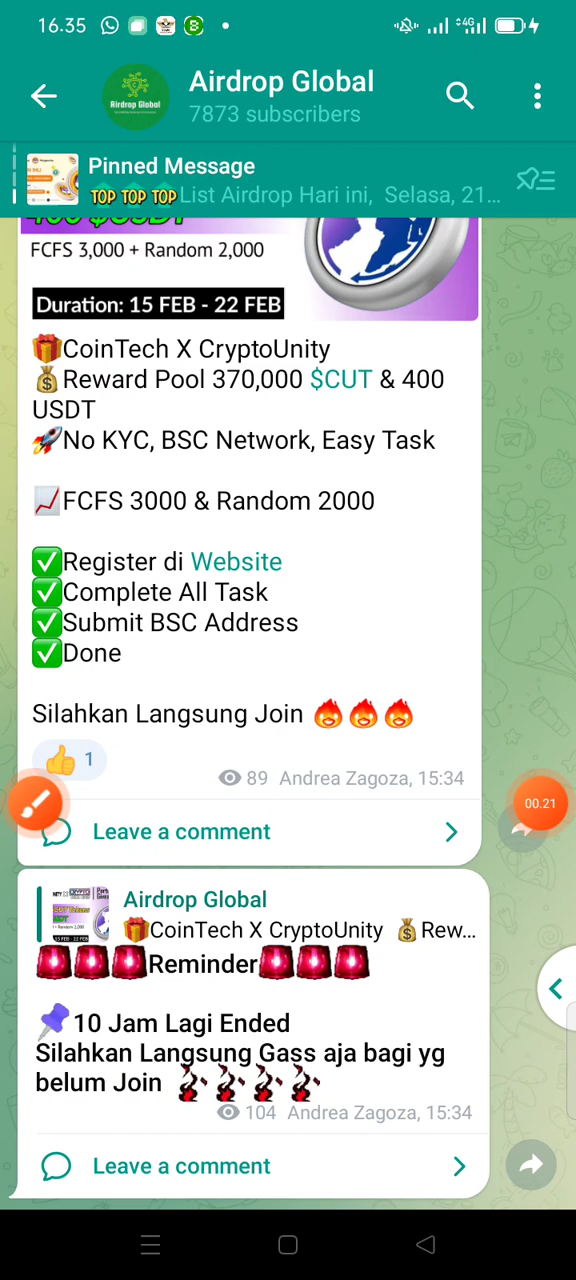 16.35
4G
Airdrop Global
Airdrop Global
7873 subscribers
Pinned Message
TOP TOP TOP List Airdrop Hari ini, Selasa, 21...
400 $USDT
FCFS 3,000 + Random 2,000
Duration: 15 FEB - 22 FEB
🎁CoinTech X CryptoUnity
💰Reward Pool 370,000 $CUT & 400
USDT
🚀No KYC, BSC Network, Easy Task
📈FCFS 3000 & Random 2000
✅Register di Website
✅Complete All Task
✅Submit BSC Address
✅Done
Silahkan Langsung Join 🔥🔥🔥
👍 1
89 Andrea Zagoza, 15:34
00.21
Leave a comment
Airdrop Global
🎁CoinTech X CryptoUnity 💰Rew...
🚨🚨🚨Reminder🚨🚨🚨
📌10 Jam Lagi Ended
Silahkan Langsung Gass aja bagi yg
belum Join
104 Andrea Zagoza, 15:34
Leave a comment